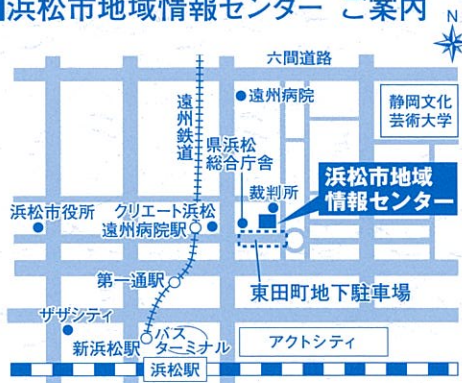 浜松市地域情報センター ご案内
N
六間道路
遠州鉄道
遠州病院
静岡文化
芸術大学
県浜松
総合庁舎
裁判所
浜松市地域
情報センター
浜松市役所
クリエート浜松
遠州病院駅
第一通駅
東田町地下駐車場
ザザシティ
新浜松駅
バス
ターミナル
アクトシティ
浜松駅